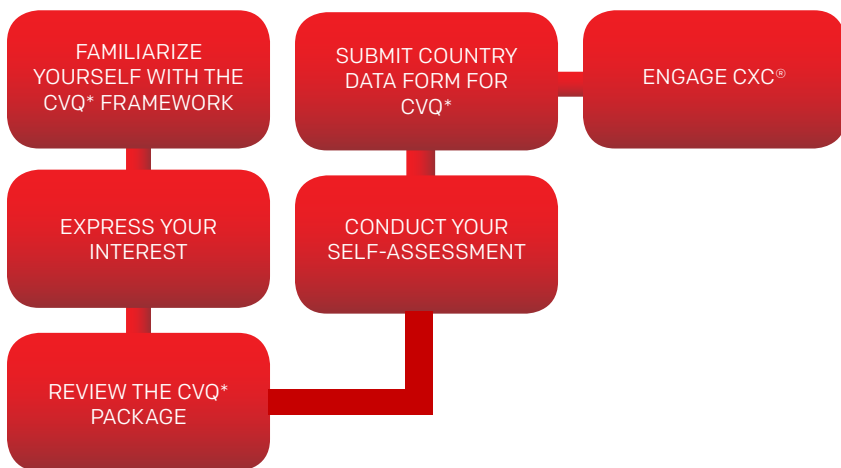 FAMILIARIZE
YOURSELF WITH THE
CVQ* FRAMEWORK
EXPRESS YOUR
INTEREST
REVIEW THE CVQ*
PACKAGE
CONDUCT YOUR
SELF-ASSESSMENT
SUBMIT COUNTRY
DATA FORM FOR
CVQ*
ENGAGE CXC®